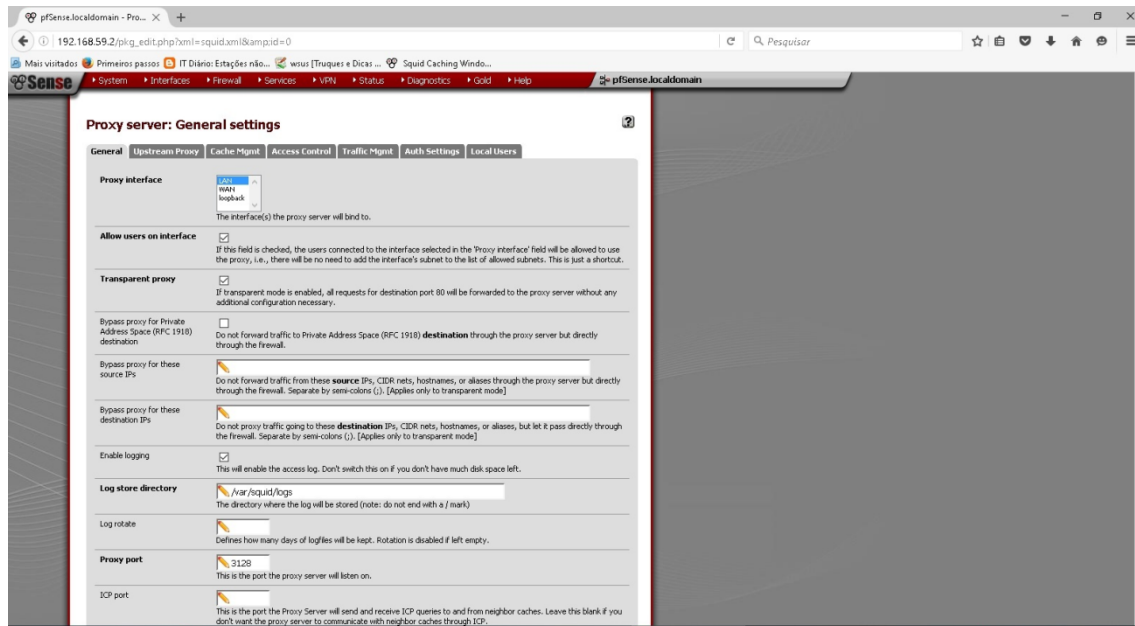 pfSense.localdomain - Pro...
192.168.59.2/pkg_edit.php?xml=squid.xml&amp;id=0
Pesquisar
Mais visitados Primeiros passos IT Diário: Estações não... wsus [Truques e Dicas ... Squid Caching Windo...
Sense System Interfaces Firewall Services VPN Status Diagnostics Gold Help pfSense.localdomain
Proxy server: General settings
General Upstream Proxy Cache Mgmt Access Control Traffic Mgmt Auth Settings Local Users
Proxy interface
LAN
WAN
loopback
The interface(s) the proxy server will bind to.
Allow users on interface
If this field is checked, the users connected to the interface selected in the 'Proxy interface' field will be allowed to use
the proxy, i.e., there will be no need to add the interface's subnet to the list of allowed subnets. This is just a shortcut.
Transparent proxy
If transparent mode is enabled, all requests for destination port 80 will be forwarded to the proxy server without any
additional configuration necessary.
Bypass proxy for Private
Address Space (RFC 1918)
destination
Do not forward traffic to Private Address Space (RFC 1918) destination through the proxy server but directly
through the firewall.
Bypass proxy for these
source IPs
Do not forward traffic from these source IPs, CIDR nets, hostnames, or aliases through the proxy server but directly
through the firewall. Separate by semi-colons (;). [Applies only to transparent mode]
Bypass proxy for these
destination IPs
Do not proxy traffic going to these destination IPs, CIDR nets, hostnames, or aliases, but let it pass directly through
the firewall. Separate by semi-colons (;). [Applies only to transparent mode]
Enable logging
This will enable the access log. Don't switch this on if you don't have much disk space left.
Log store directory
/var/squid/logs
The directory where the log will be stored (note: do not end with a / mark)
Log rotate
Defines how many days of logfiles will be kept. Rotation is disabled if left empty.
Proxy port
3128
This is the port the proxy server will listen on.
ICP port
This is the port the Proxy Server will send and receive ICP queries to and from neighbor caches. Leave this blank if you
don't want the proxy server to communicate with neighbor caches through ICP.